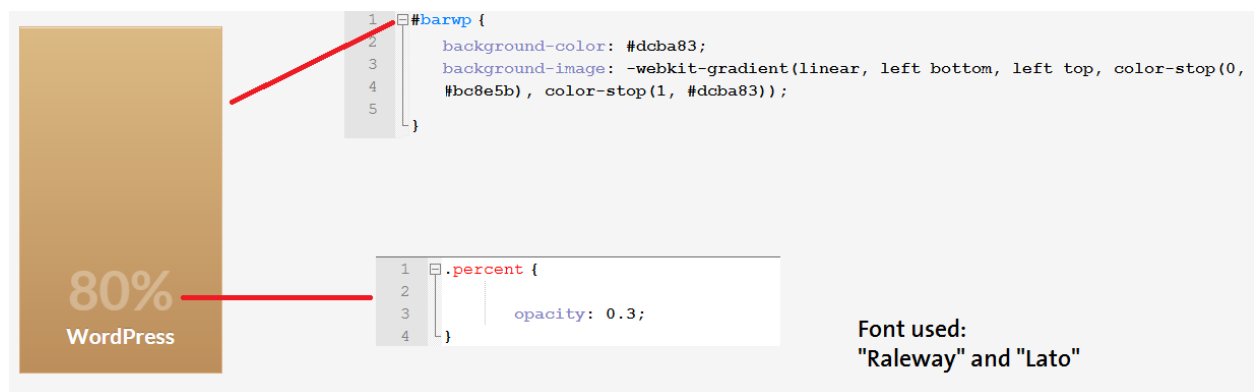 1 #barwp {
2 background-color: #dcba83;
3 background-image: -webkit-gradient(linear, left bottom, left top, color-stop(0,
4 #bc8e5b), color-stop(1, #dcba83));
5
}
80%
WordPress
1 .percent {
2
3 opacity: 0.3;
4 }
Font used:
"Raleway" and "Lato"